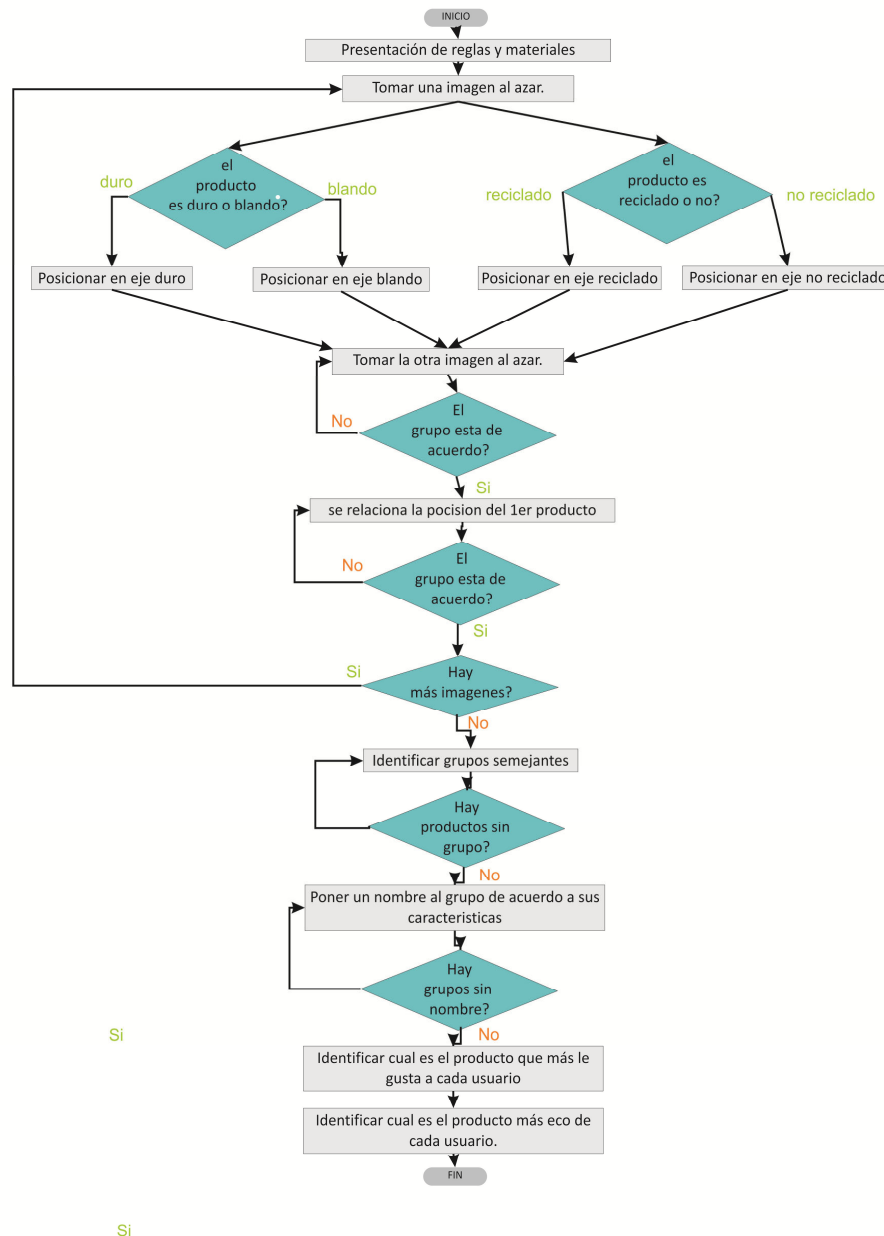 INICIO
Presentación de reglas y materiales
Tomar una imagen al azar.
el
producto
es duro o blando?
duro
blando
el
producto es
reciclado o no?
reciclado
no reciclado
Posicionar en eje duro
Posicionar en eje blando
Posicionar en eje reciclado
Posicionar en eje no reciclado
Tomar la otra imagen al azar.
El
grupo esta de
acuerdo?
No
Si
se relaciona la pocision del 1er producto
El
grupo esta de
acuerdo?
No
Si
Hay
más imagenes?
Si
No
Identificar grupos semejantes
Hay
productos sin
grupo?
No
Poner un nombre al grupo de acuerdo a sus
caracteristicas
Hay
grupos sin
nombre?
Si
No
Identificar cual es el producto que más le
gusta a cada usuario
Identificar cual es el producto más eco de
cada usuario.
FIN
Si